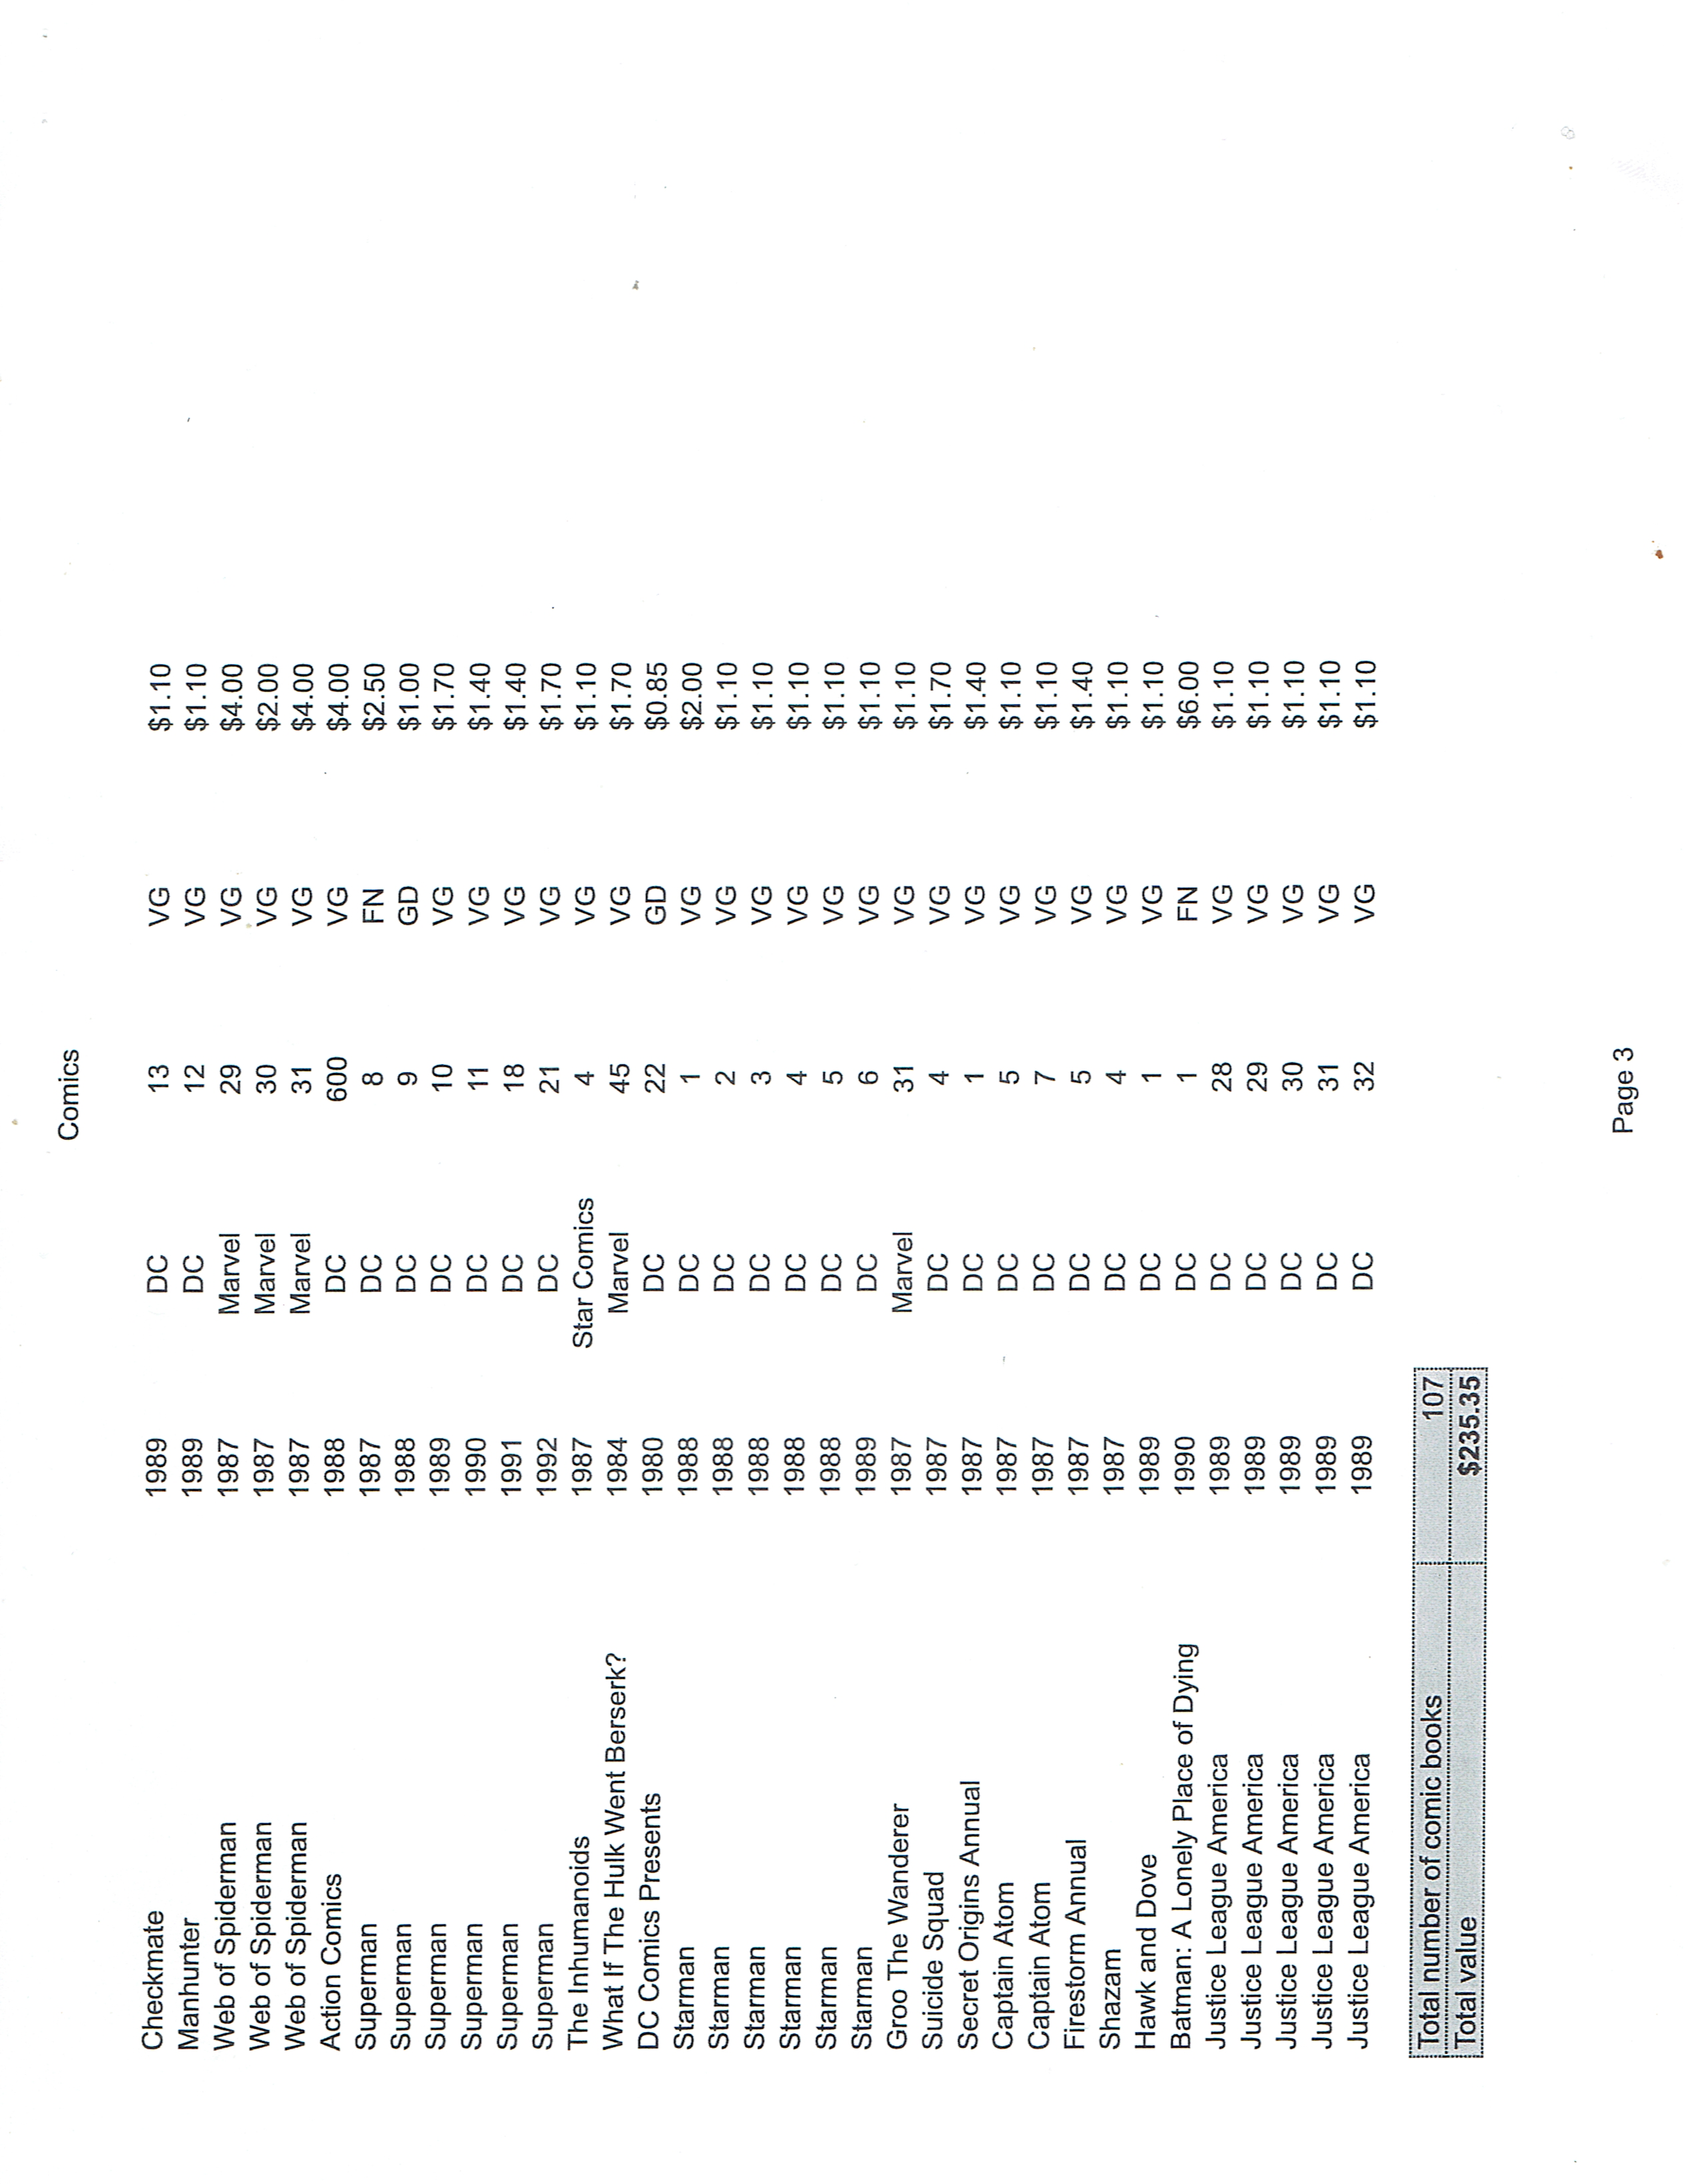 Comics
Checkmate 1989 DC 13 VG $1.10
Manhunter 1989 DC 12 VG $1.10
Web of Spiderman 1987 Marvel 29 VG $4.00
Web of Spiderman 1987 Marvel 30 VG $2.00
Web of Spiderman 1987 Marvel 31 VG $4.00
Action Comics 1988 DC 600 VG $4.00
Superman 1987 DC 8 FN $2.50
Superman 1988 DC 9 GD $1.00
Superman 1989 DC 10 VG $1.70
Superman 1990 DC 11 VG $1.40
Superman 1991 DC 18 VG $1.40
Superman 1992 DC 21 VG $1.70
The Inhumanoids 1987 Star Comics 4 VG $1.10
What If The Hulk Went Berserk? 1984 Marvel 45 VG $1.70
DC Comics Presents 1980 DC 22 GD $0.85
Starman 1988 DC 1 VG $2.00
Starman 1988 DC 2 VG $1.10
Starman 1988 DC 3 VG $1.10
Starman 1988 DC 4 VG $1.10
Starman 1988 DC 5 VG $1.10
Starman 1989 DC 6 VG $1.10
Groo The Wanderer 1987 Marvel 31 VG $1.10
Suicide Squad 1987 DC 4 VG $1.70
Secret Origins Annual 1987 DC 1 VG $1.40
Captain Atom 1987 DC 5 VG $1.10
Captain Atom 1987 DC 7 VG $1.10
Firestorm Annual 1987 DC 5 VG $1.40
Shazam 1987 DC 4 VG $1.10
Hawk and Dove 1989 DC 1 VG $1.10
Batman: A Lonely Place of Dying 1990 DC 1 FN $6.00
Justice League America 1989 DC 28 VG $1.10
Justice League America 1989 DC 29 VG $1.10
Justice League America 1989 DC 30 VG $1.10
Justice League America 1989 DC 31 VG $1.10
Justice League America 1989 DC 32 VG $1.10
Total number of comic books 107
Total value $235.35
Page 3